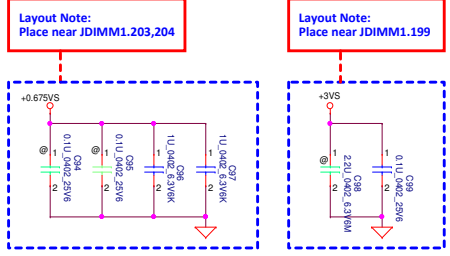 Layout Note:
Place near JDIMM1.203,204
Layout Note:
Place near JDIMM1.199
+0.675VS
@
1
2
C94
0.1U_0402_25V6
@
1
2
C95
0.1U_0402_25V6
1
2
C96
1U_0402_6.3V6K
1
2
C97
1U_0402_6.3V6K
+3VS
@
1
2
C98
2.2U_0402_6.3V6M
1
2
C99
0.1U_0402_25V6